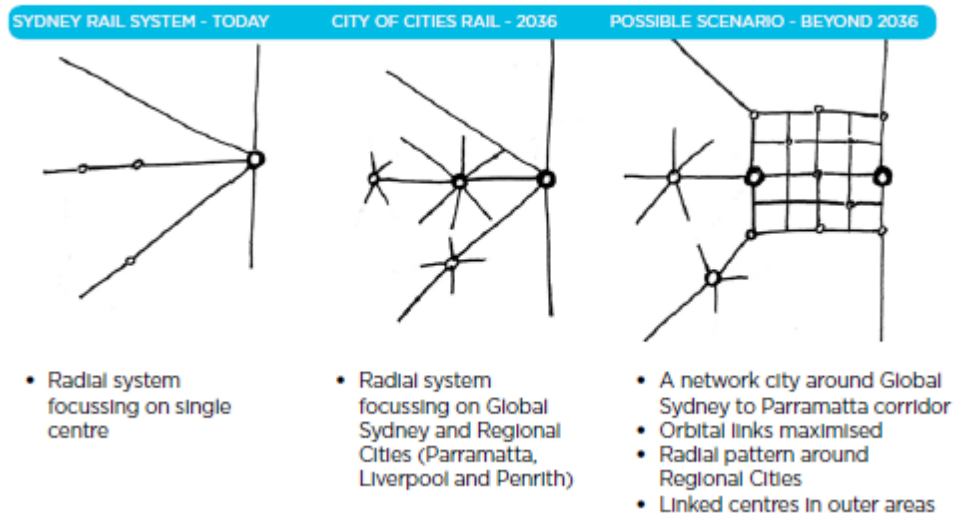 SYDNEY RAIL SYSTEM - TODAY
CITY OF CITIES RAIL - 2036
POSSIBLE SCENARIO - BEYOND 2036
• Radial system
focussing on single
centre
• Radial system
focussing on Global
Sydney and Regional
Cities (Parramatta,
Liverpool and Penrith)
• A network city around Global
Sydney to Parramatta corridor
• Orbital links maximised
• Radial pattern around
Regional Cities
• Linked centres in outer areas